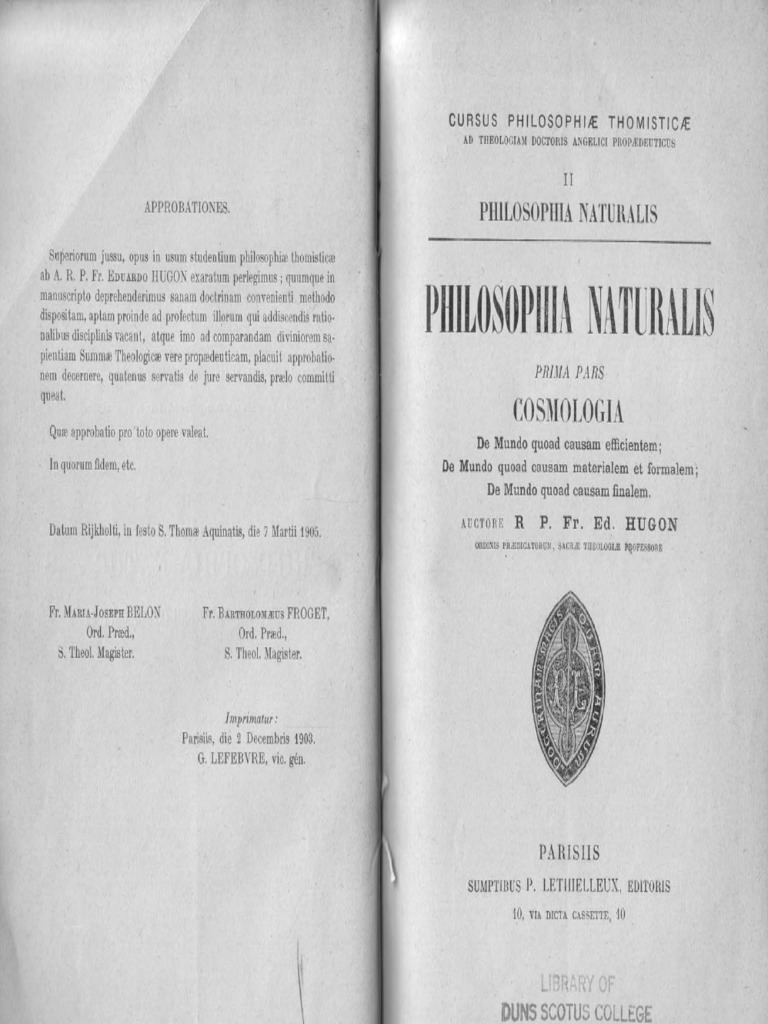 APPROBATIONES.
Superiorum jussu, opus in usum studentium philosophiæ thomisticæ
ab A. R. P. Fr. EDUARDO HUGON exaratum perlegimus ; quumque in
manuscripto deprehenderimus sanam doctrinam convenienti methodo
dispositam, aptam proinde ad profectum illorum qui addiscendis ratio-
nalibus disciplinis vacant, atque imo ad comparandam diviniorem sa-
pientiam Summæ Theologicæ vere propædeuticam, placuit approbatio-
nem decernere, quatenus servatis de jure servandis, prælo committi
queat.
Quæ approbatio pro toto opere valeat.
In quorum fidem, etc.
Datum Rijkholti, in festo S. Thomæ Aquinatis, die 7 Martii 1905.
Fr. MARIA-JOSEPH BELON
Ord. Præd.,
S. Theol. Magister.
Fr. BARTHOLOMÆUS FROGET,
Ord. Præd.,
S. Theol. Magister.
Imprimatur :
Parisiis, die 2 Decembris 1903.
G. LEFEBVRE, vic. gén.
CURSUS PHILOSOPHIÆ THOMISTICÆ
AD THEOLOGIAM DOCTORIS ANGELICI PROPÆDEUTICUS
II
PHILOSOPHIA NATURALIS
PHILOSOPHIA NATURALIS
PRIMA PARS
COSMOLOGIA
De Mundo quoad causam efficientem;
De Mundo quoad causam materialem et formalem;
De Mundo quoad causam finalem.
AUCTORE R P. Fr. Ed. HUGON
ORDINIS PRÆDICATORUM, SACRÆ THEOLOGIÆ PROFESSORE
PARISIIS
SUMPTIBUS P. LETHIELLEUX, EDITORIS
10, VIA DICTA CASSETTE, 10
LIBRARY OF
DUNS SCOTUS COLLEGE